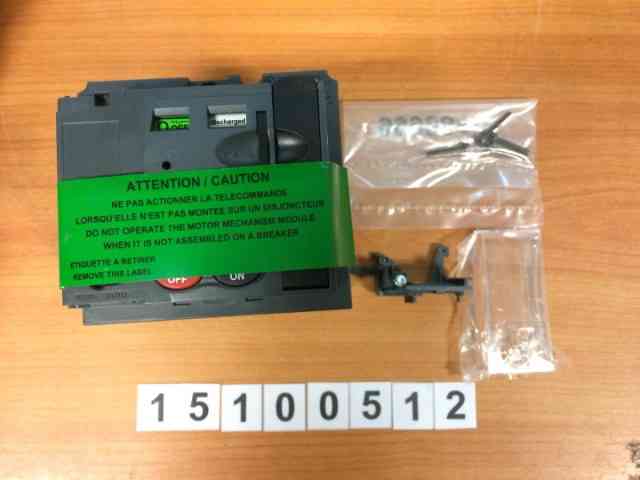 O OFF
discharged
ATTENTION / CAUTION
NE PAS ACTIONNER LA TELECOMMANDE
LORSQU'ELLE N'EST PAS MONTEE SUR UN DISJONCTEUR
DO NOT OPERATE THE MOTOR MECHANISM MODULE
WHEN IT IS NOT ASSEMBLED ON A BREAKER
ETIQUETTE A RETIRER
REMOVE THIS LABEL
OFF
ON
15100512